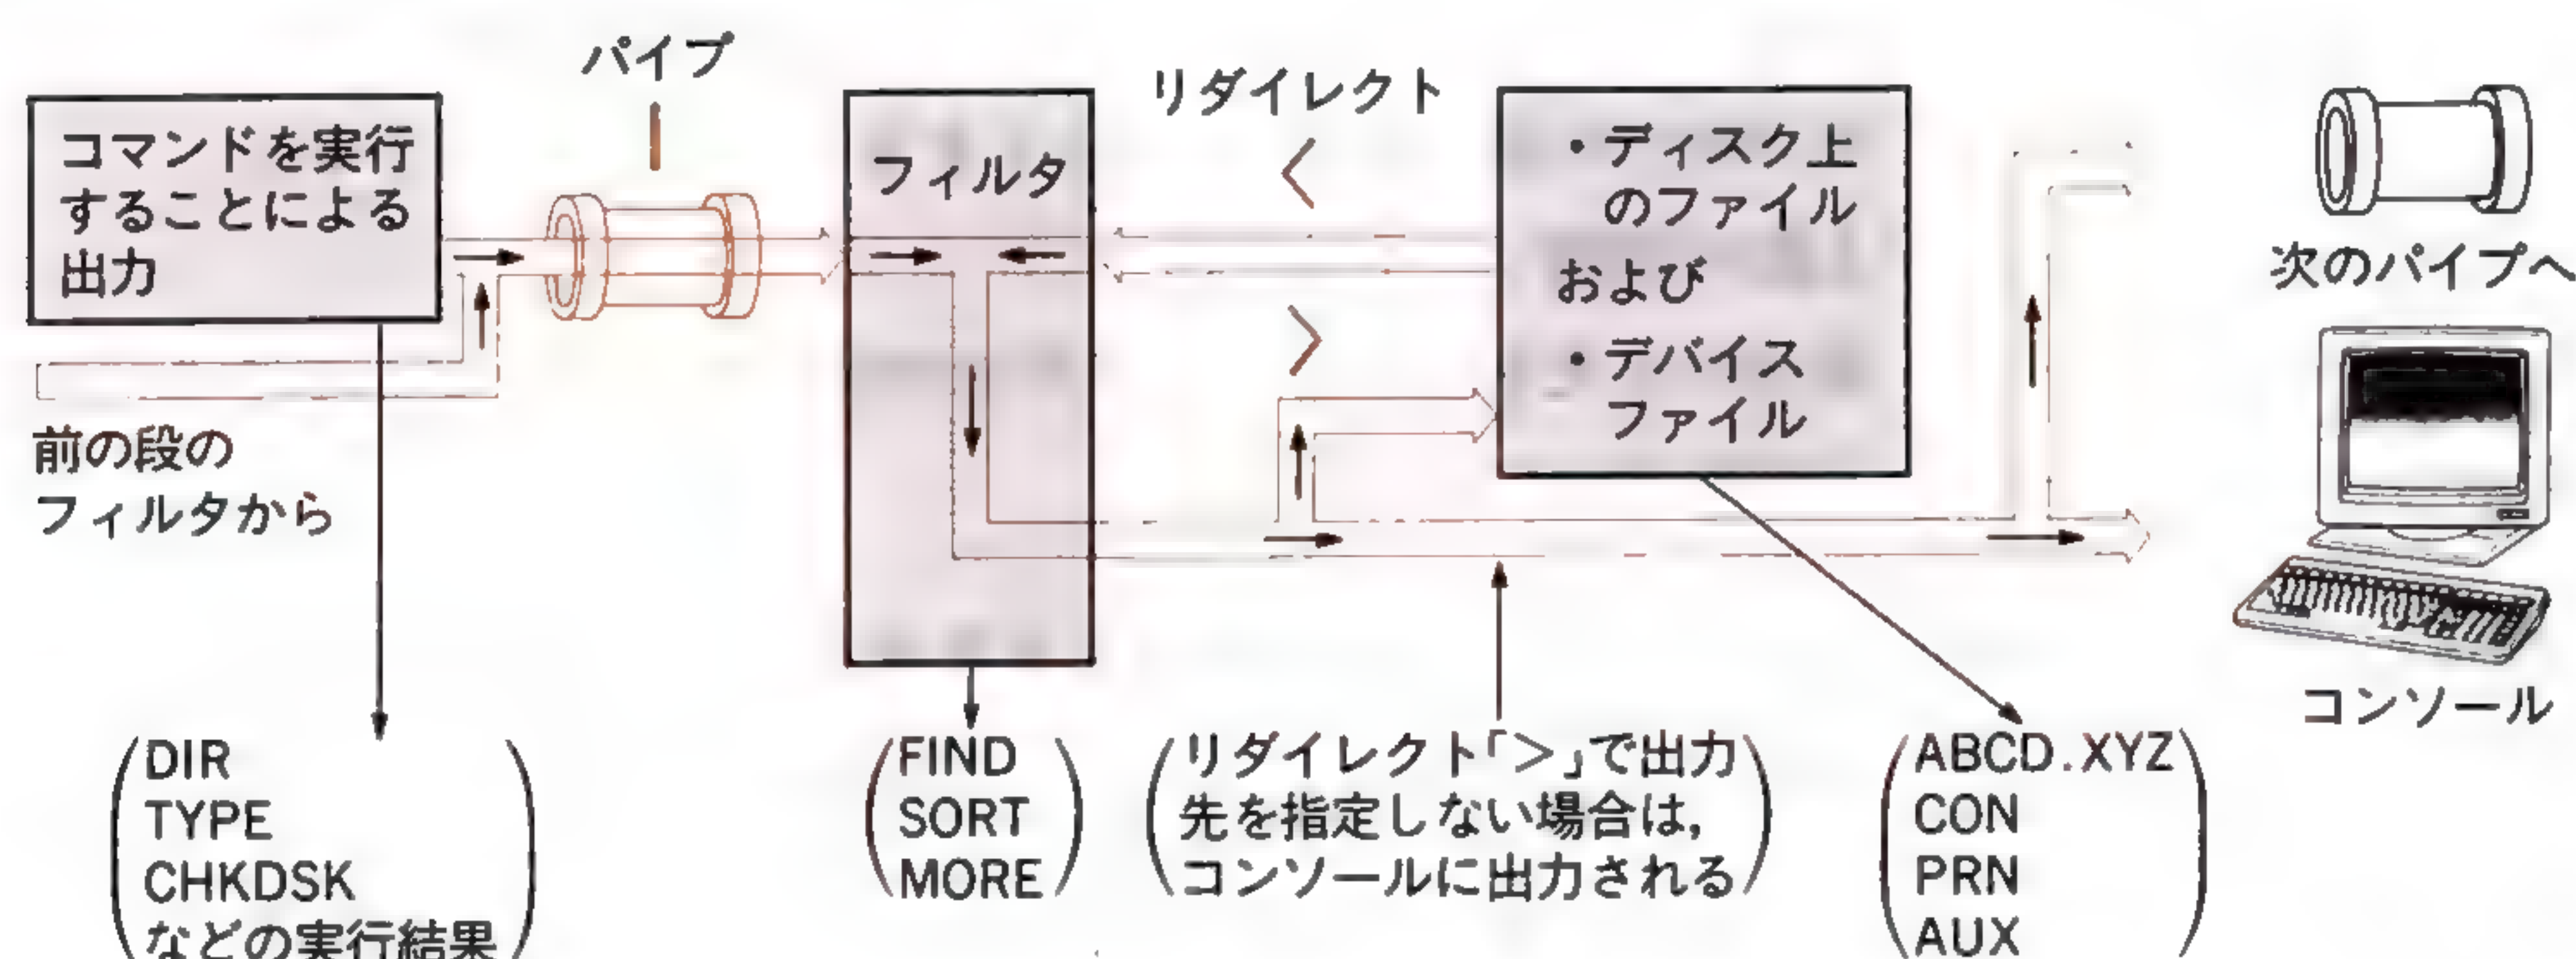 パイプ
|
コマンドを実行
することによる
出力
前の段の
フィルタから
フィルタ
リダイレクト
<
>
・ディスク上
のファイル
および
・デバイス
ファイル
次のパイプへ
コンソール
(DIR
TYPE
CHKDSK
などの実行結果)
(FIND
SORT
MORE)
(リダイレクト「>」で出力
先を指定しない場合は,
コンソールに出力される)
(ABCD.XYZ
CON
PRN
AUX)